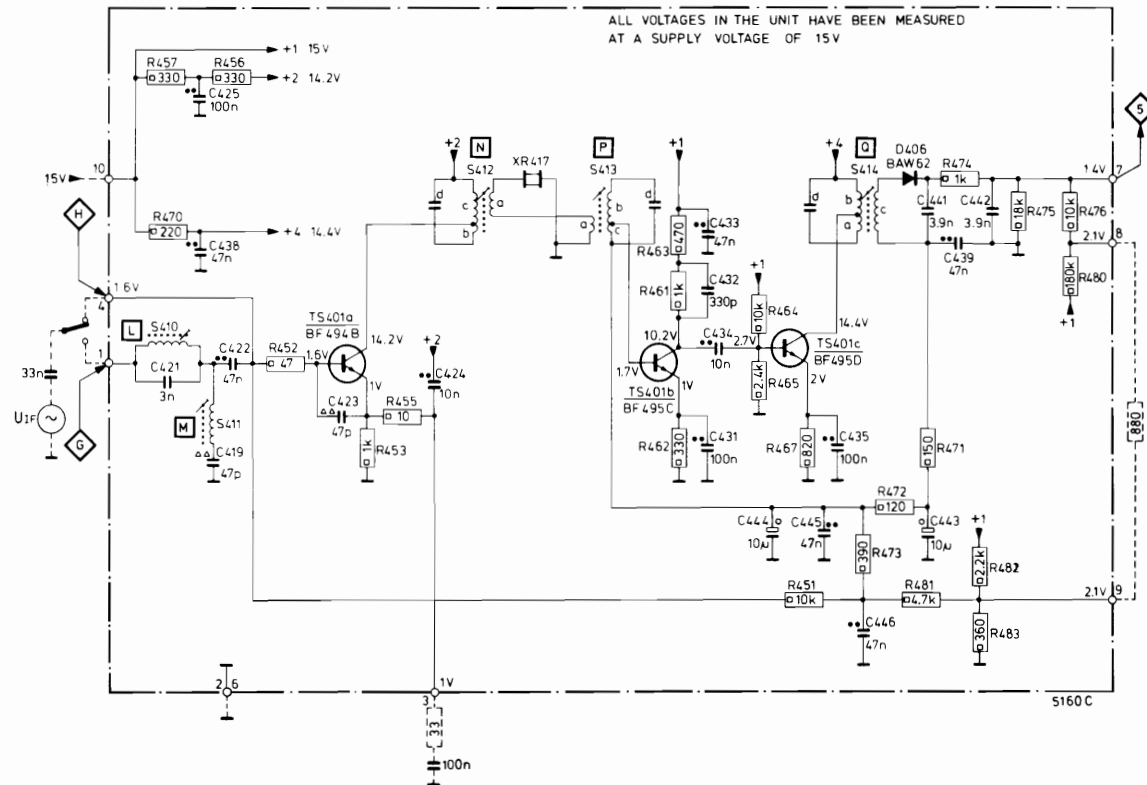 ALL VOLTAGES IN THE UNIT HAVE BEEN MEASURED
AT A SUPPLY VOLTAGE OF 15V
+1 15V
R457
330
R456
330
+2 14.2V
C425
100n
S
10
15V
H
R470
220
+4 14.4V
C438
47n
1.6V
4
+2
N
S412
XR417
d
c
b
a
P
S413
a
b
c
d
+1
R463
470
C433
47n
R461
1k
C432
330p
+4
Q
S414
d
b
a
c
D406
BAW62
R474
1k
C441
3.9n
C442
3.9n
18k
R475
10k
R476
1.4V
7
2.1V
8
C439
47n
180k
R480
+1
L
S410
C421
3n
1
33n
U1F
G
C422
47n
M
S411
C419
47p
R452
47
1.6V
TS401a
BF494B
14.2V
1V
C423
47p
R455
10
1k
R453
+2
C424
10n
10.2V
1.7V
C434
10n
2.7V
+1
10k
R464
2.4k
R465
TS401b
BF495C
1V
R462
330
C431
100n
14.4V
TS401c
BF495D
2V
R467
820
C435
100n
150
R471
880
R472
120
C444
10µ
C445
47n
390
R473
C443
10µ
+1
2.2k
R482
R451
10k
R481
4.7k
2.1V
9
C446
47n
360
R483
2
6
1V
3
33
100n
5160C